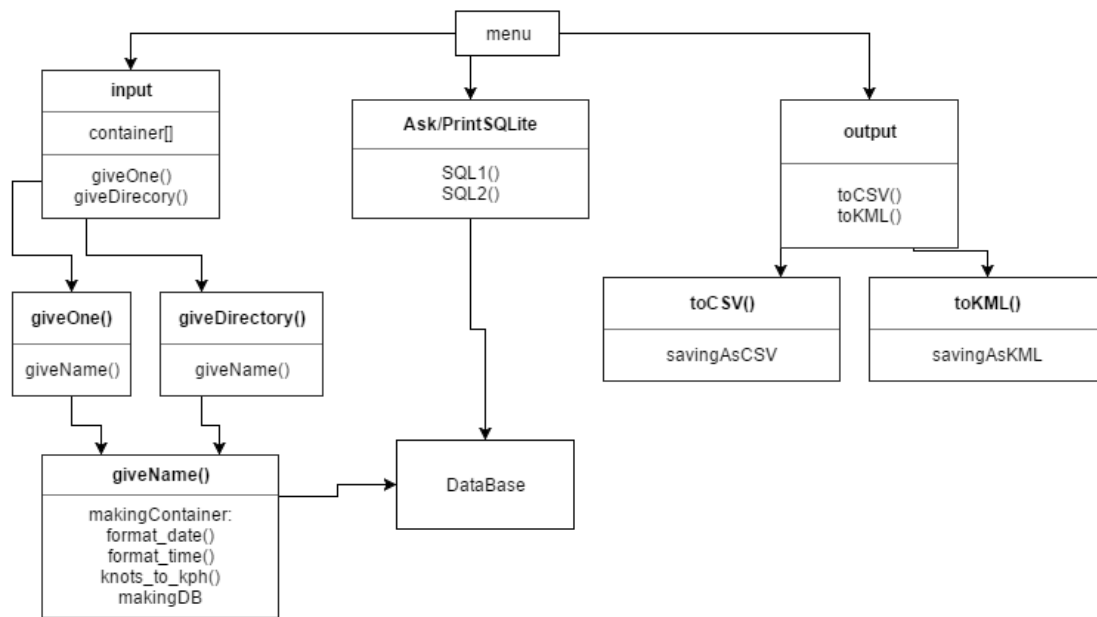 menu
input
container[]
giveOne()
giveDirecory()
Ask/PrintSQLite
SQL1()
SQL2()
output
toCSV()
toKML()
giveOne()
giveName()
giveDirectory()
giveName()
toCSV()
savingAsCSV
toKML()
savingAsKML
giveName()
makingContainer:
format_date()
format_time()
knots_to_kph()
makingDB
DataBase